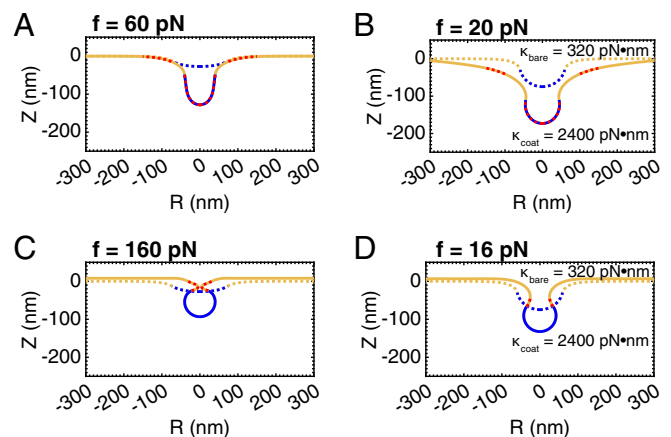 A
f = 60 pN
0
-100
-200
Z (nm)
-300
-200
-100
0
100
200
300
R (nm)
B
f = 20 pN
κbare = 320 pN•nm
0
-100
-200
Z (nm)
κcoat = 2400 pN•nm
-300
-200
-100
0
100
200
300
R (nm)
C
f = 160 pN
0
-100
-200
Z (nm)
-300
-200
-100
0
100
200
300
R (nm)
D
f = 16 pN
κbare = 320 pN•nm
0
-100
-200
Z (nm)
κcoat = 2400 pN•nm
-300
-200
-100
0
100
200
300
R (nm)